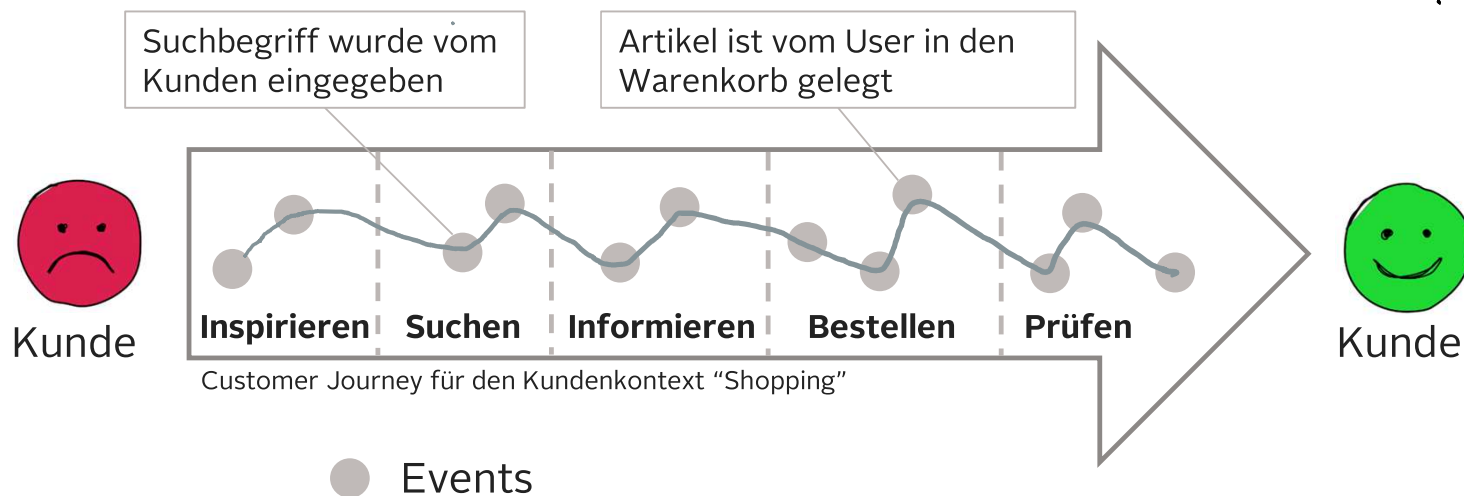 Suchbegriff wurde vom
Kunden eingegeben
Artikel ist vom User in den
Warenkorb gelegt
Kunde
Inspirieren
Suchen
Informieren
Bestellen
Prüfen
Kunde
Customer Journey für den Kundenkontext “Shopping”
Events